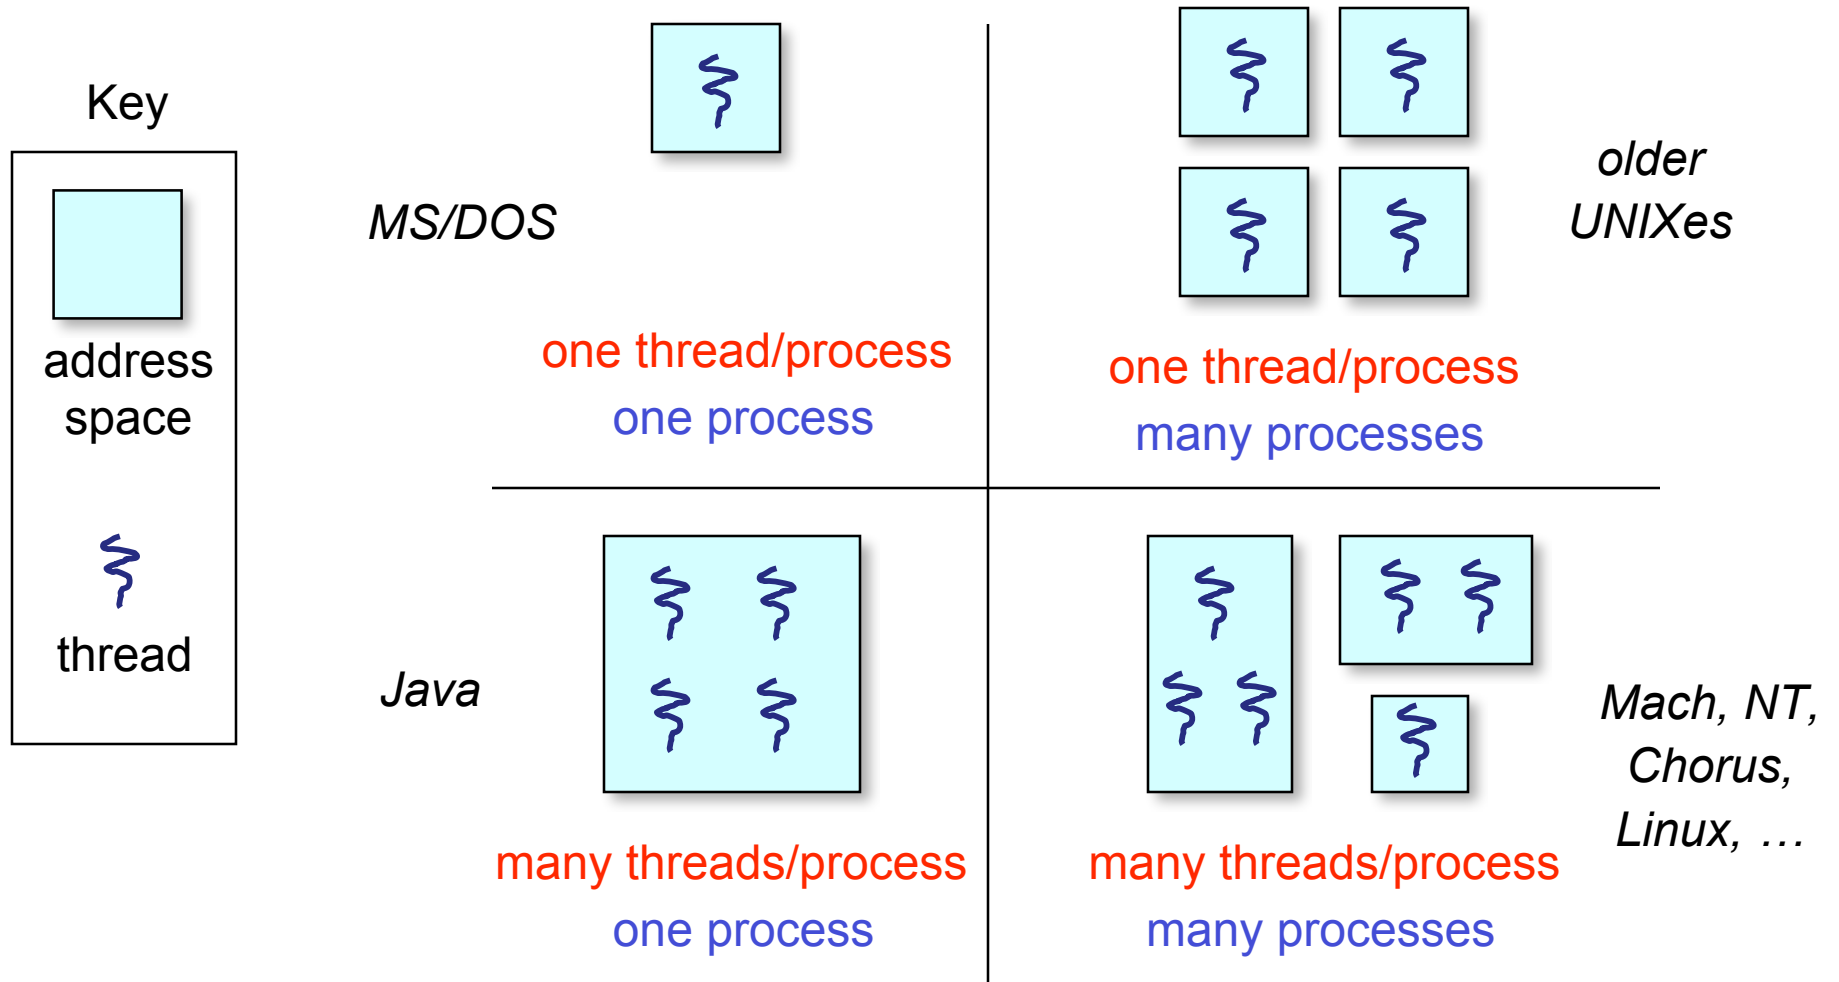 Key
address
space
thread
MS/DOS
one thread/process
one process
older
UNIXes
one thread/process
many processes
Java
many threads/process
one process
Mach, NT,
Chorus,
Linux, …
many threads/process
many processes